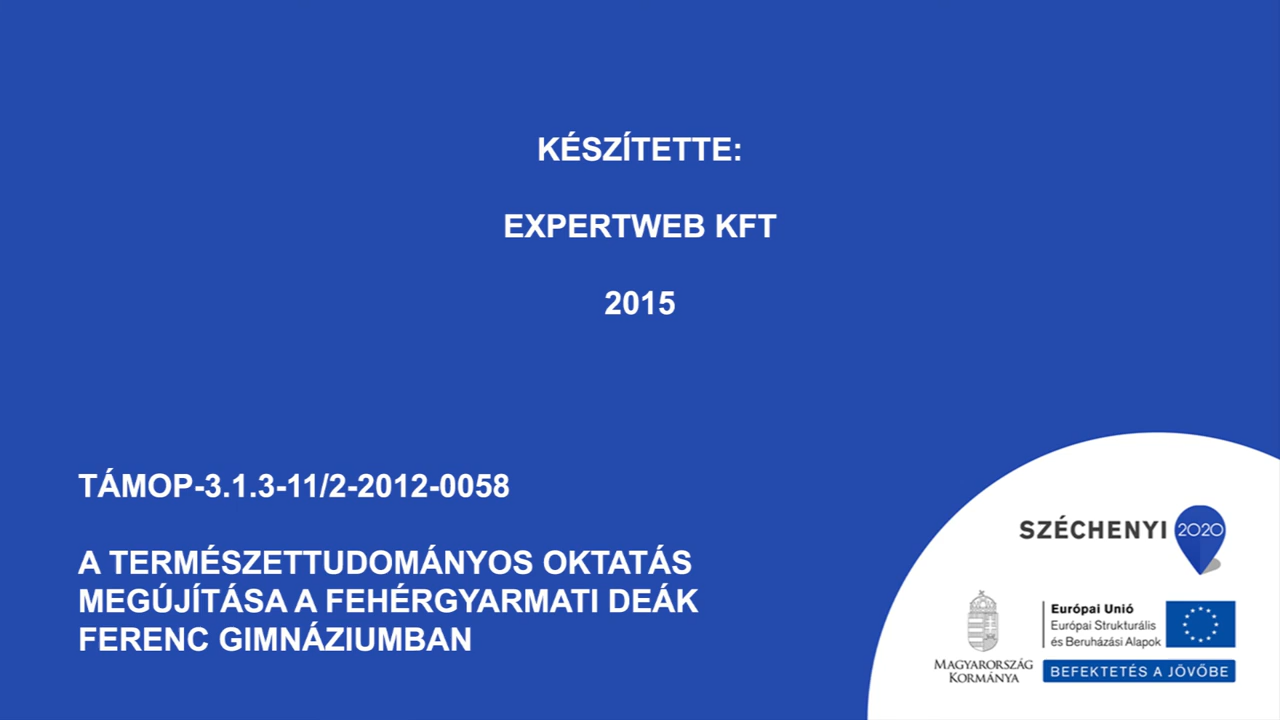 KÉSZÍTETTE:
EXPERTWEB KFT
2015
TÁMOP-3.1.3-11/2-2012-0058
A TERMÉSZETTUDOMÁNYOS OKTATÁS
MEGÚJÍTÁSA A FEHÉRGYARMATI DEÁK
FERENC GIMNÁZIUMBAN
SZÉCHENYI 2020
MAGYARORSZÁG
KORMÁNYA
Európai Unió
Európai Strukturális
és Beruházási Alapok
BEFEKTETÉS A JÖVŐBE